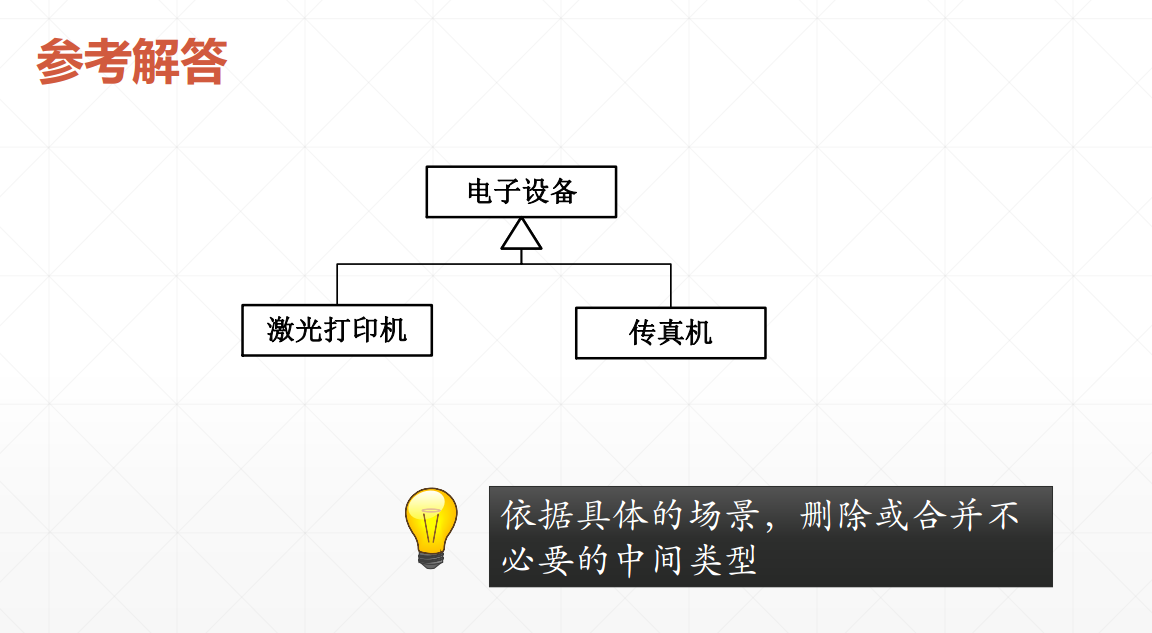 参考解答
电子设备
激光打印机
传真机
依据具体的场景，删除或合并不
必要的中间类型